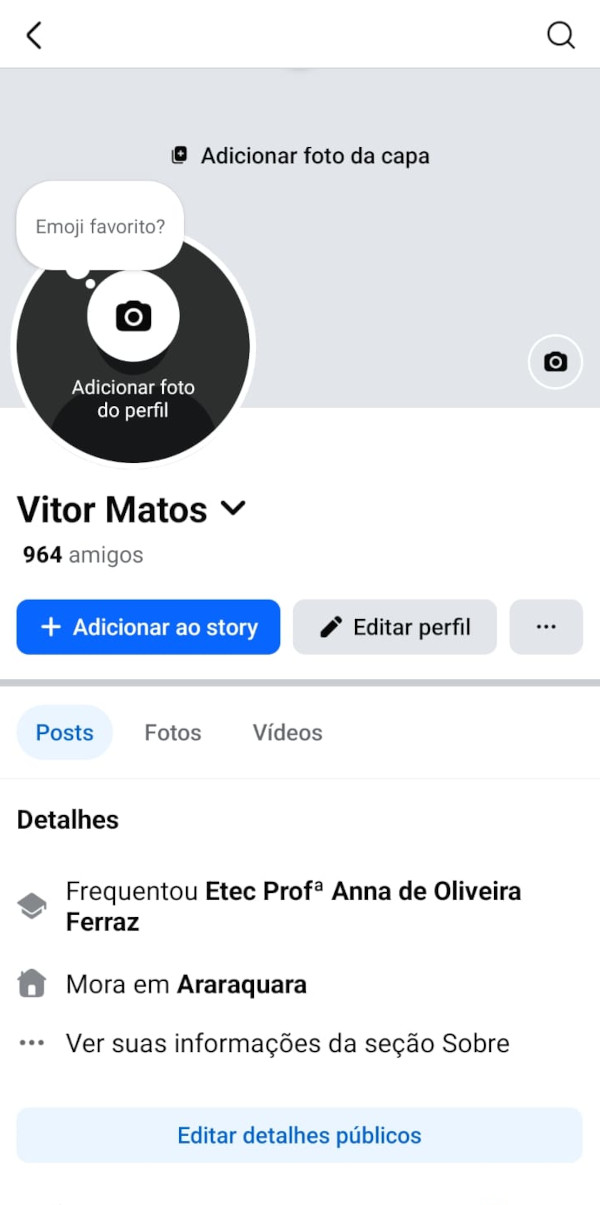 Adicionar foto da capa
Emoji favorito?
Adicionar foto
do perfil
Vitor Matos
964 amigos
+ Adicionar ao story
Editar perfil
Posts
Fotos
Vídeos
Detalhes
Frequentou Etec Profª Anna de Oliveira
Ferraz
Mora em Araraquara
Ver suas informações da seção Sobre
Editar detalhes públicos